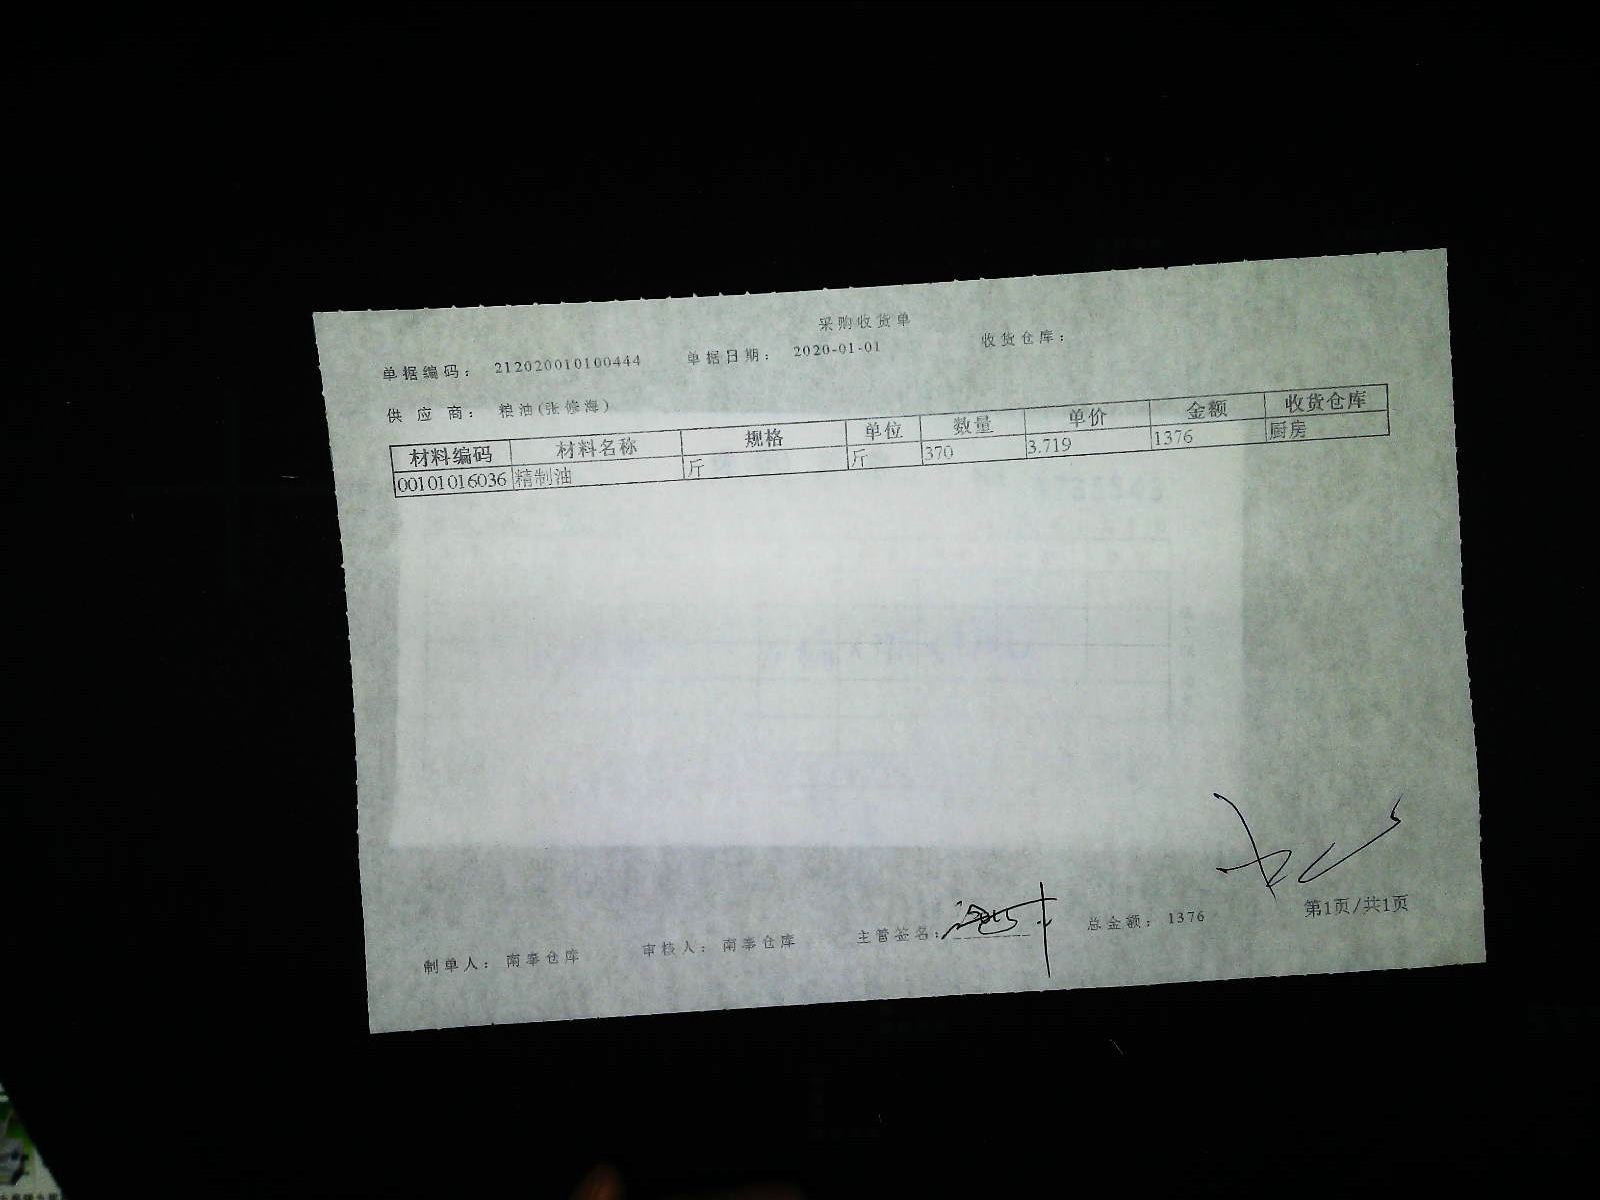 采购收货单
单据编码： 212020010100444 单据日期： 2020-01-01 收货仓库：
供 应 商： 粮油(张修海)
材料编码 材料名称 规格 单位 数量 单价 金额 收货仓库
00101016036 精制油 斤 斤 370 3.719 1376 厨房
制单人： 南泰仓库 审核人： 南泰仓库 主管签名： 总金额： 1376 第1页/共1页